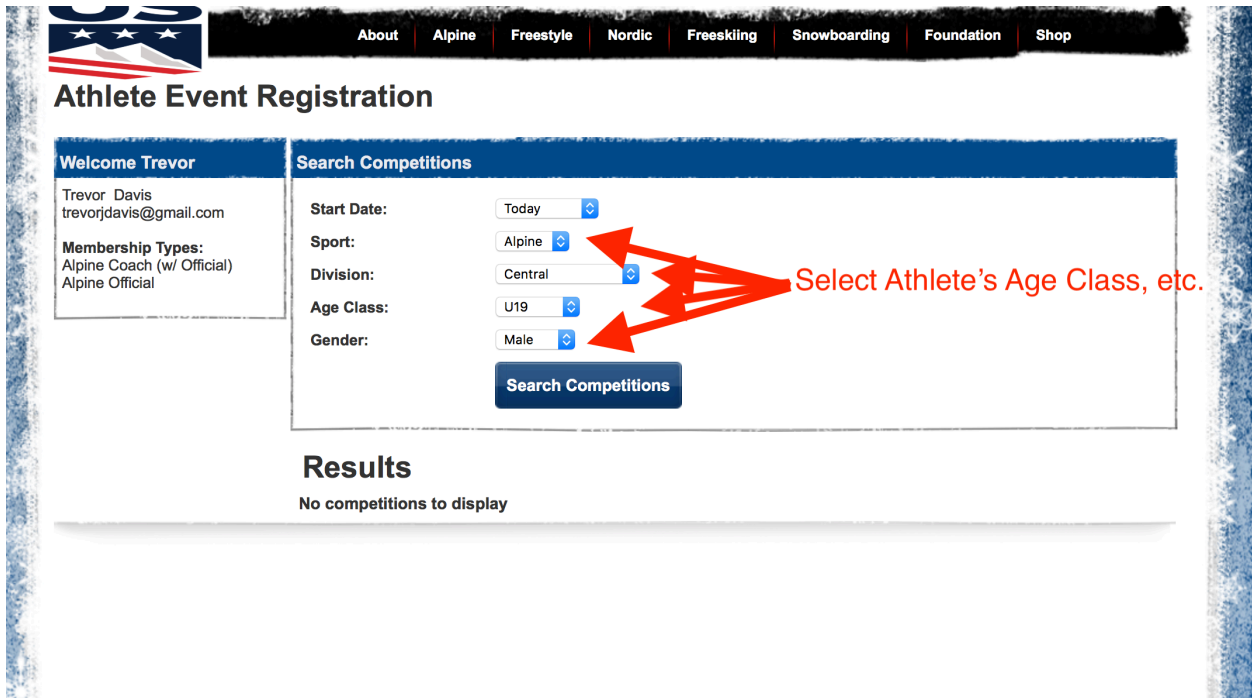 US
About Alpine Freestyle Nordic Freeskiing Snowboarding Foundation Shop
Athlete Event Registration
Welcome Trevor
Trevor Davis
trevorjdavis@gmail.com
Membership Types:
Alpine Coach (w/ Official)
Alpine Official
Search Competitions
Start Date: Today
Sport: Alpine
Division: Central
Age Class: U19
Gender: Male
Select Athlete's Age Class, etc.
Search Competitions
Results
No competitions to display